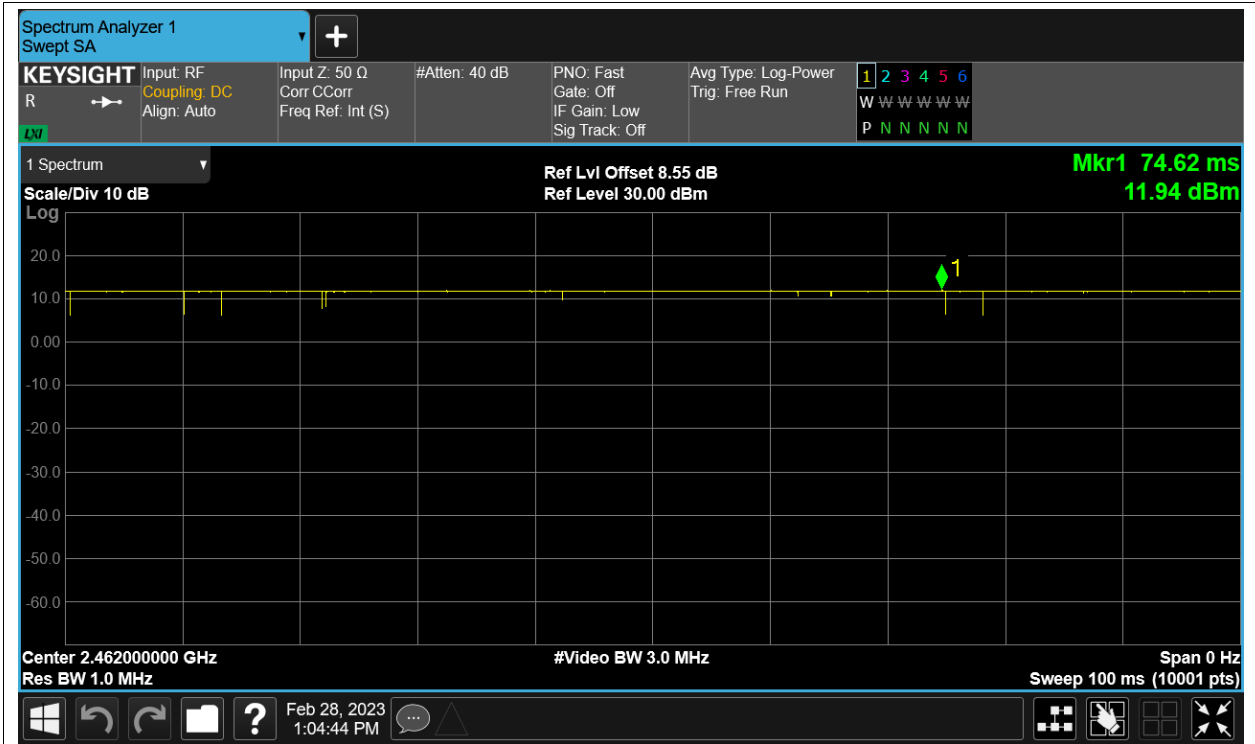 Spectrum Analyzer 1
Swept SA
KEYSIGHT
R
LXI
Input: RF
Coupling: DC
Align: Auto
Input Z: 50 Ω
Corr CCorr
Freq Ref: Int (S)
#Atten: 40 dB
PNO: Fast
Gate: Off
IF Gain: Low
Sig Track: Off
Avg Type: Log-Power
Trig: Free Run
1 2 3 4 5 6
W W W W W W
P N N N N N
1 Spectrum
Scale/Div 10 dB
Ref Lvl Offset 8.55 dB
Ref Level 30.00 dBm
Mkr1 74.62 ms
11.94 dBm
Log
20.0
10.0
0.00
-10.0
-20.0
-30.0
-40.0
-50.0
-60.0
1
Center 2.462000000 GHz
Res BW 1.0 MHz
#Video BW 3.0 MHz
Span 0 Hz
Sweep 100 ms (10001 pts)
?
Feb 28, 2023
1:04:44 PM